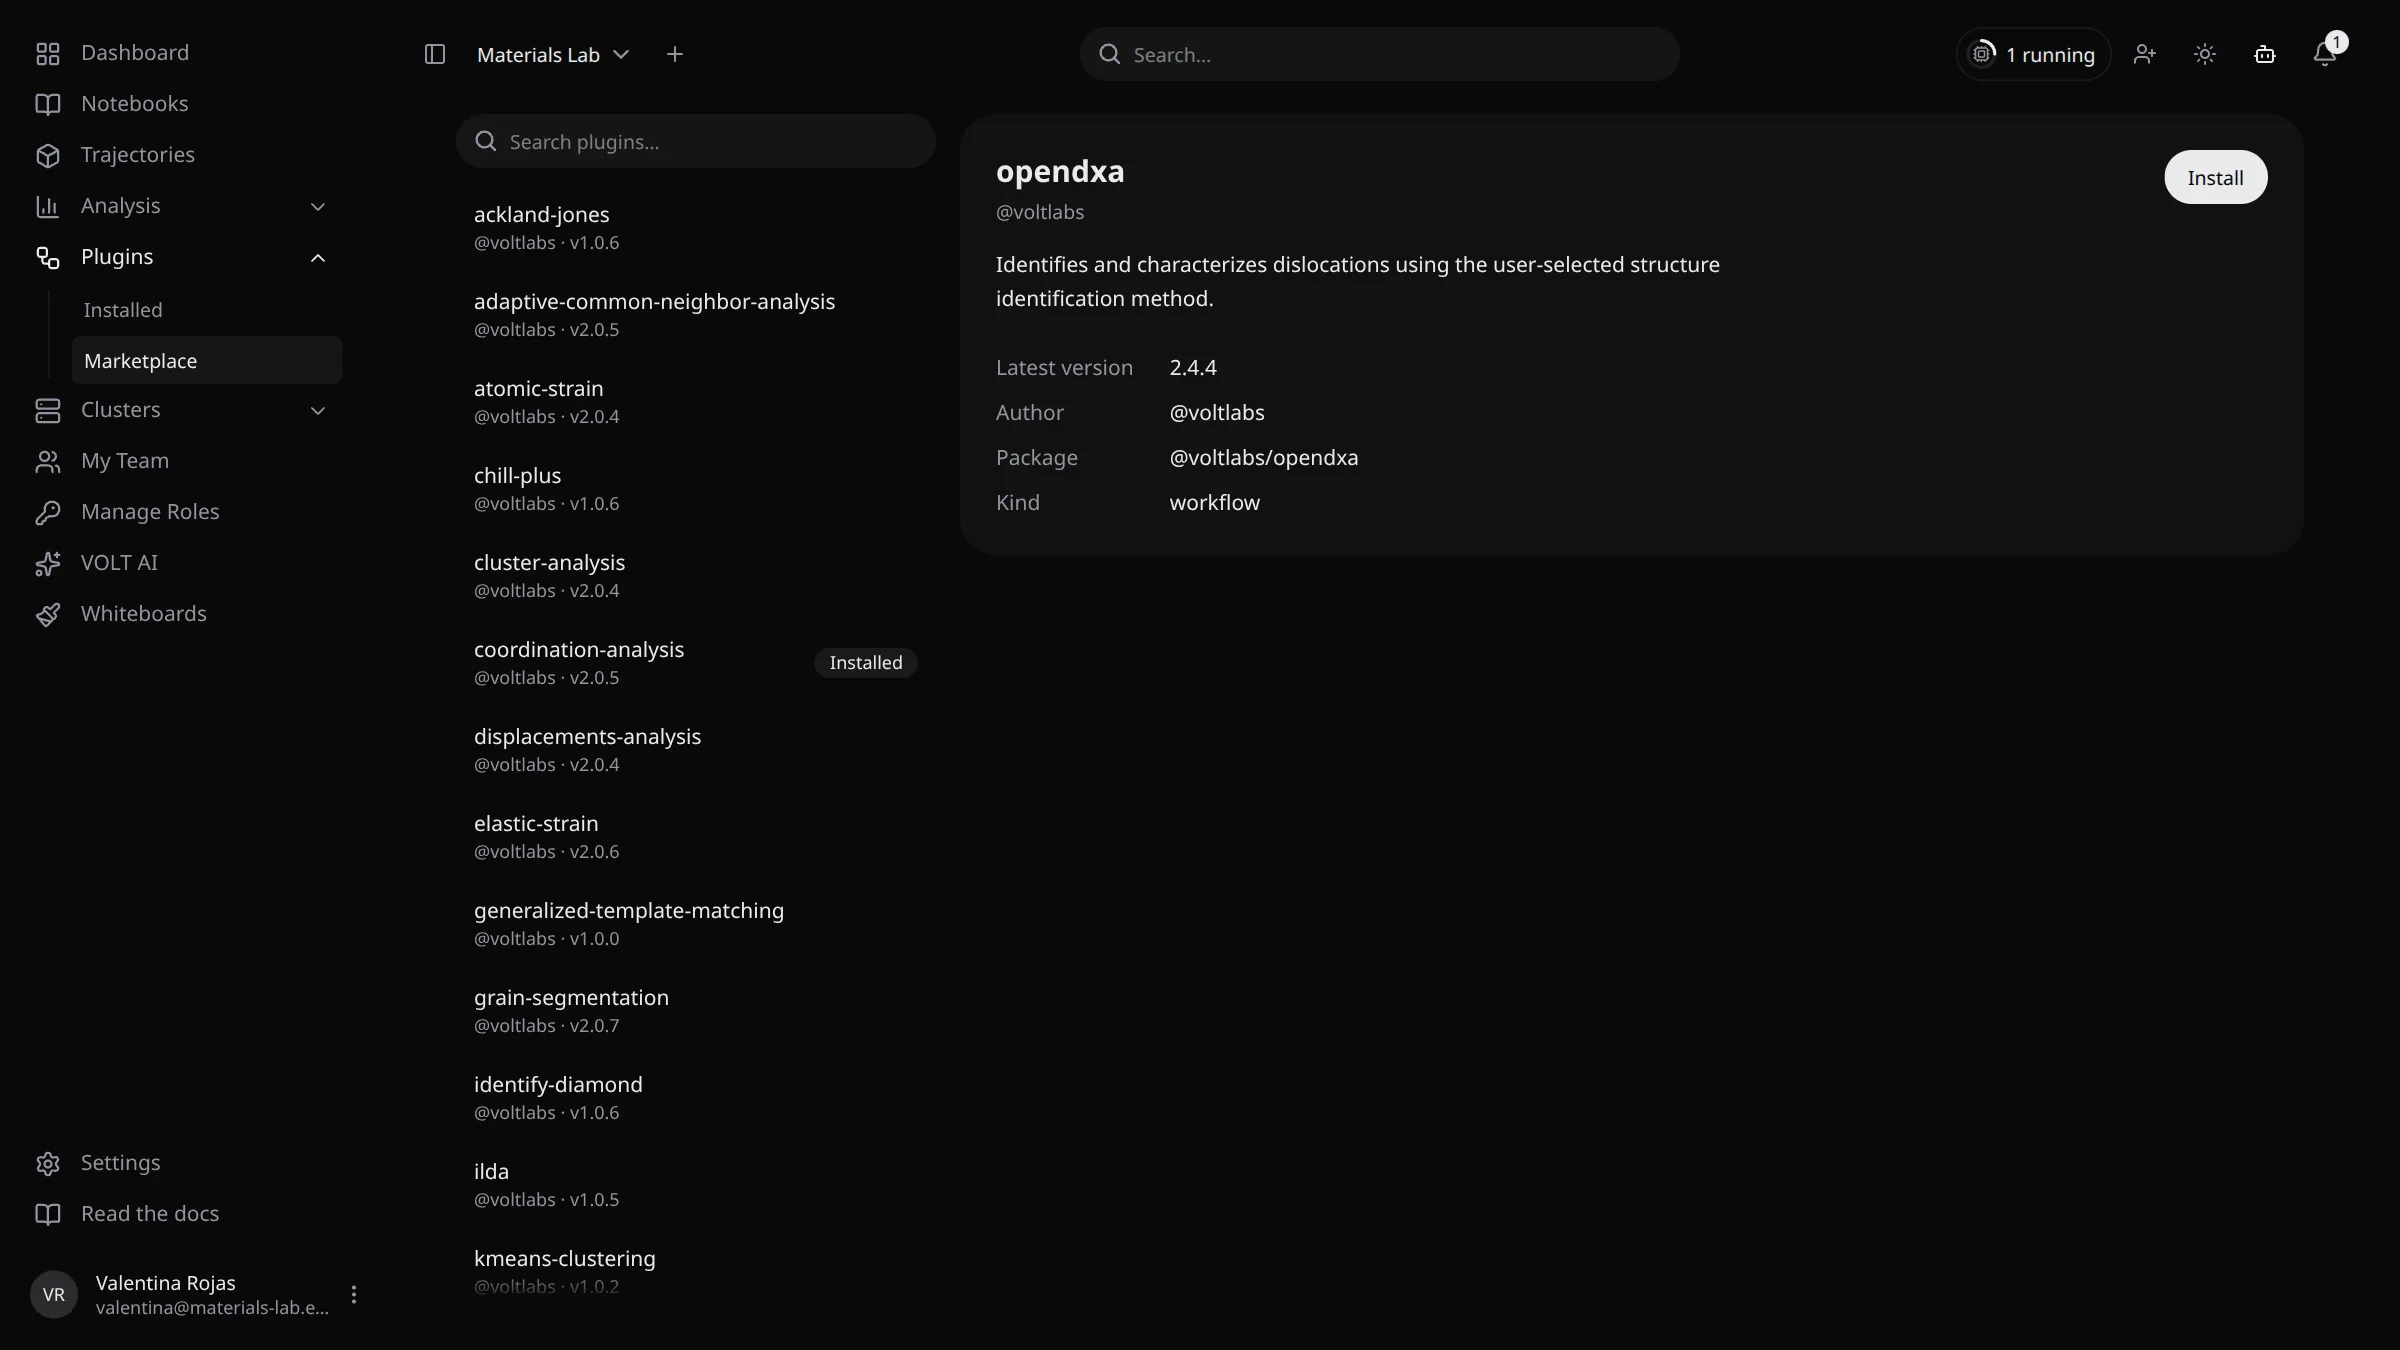 Dashboard
Notebooks
Trajectories
Analysis
Plugins
Installed
Marketplace
Clusters
My Team
Manage Roles
VOLT AI
Whiteboards
Settings
Read the docs
VR
Valentina Rojas
valentina@materials-lab.e...
Materials Lab
Search...
1 running
1
Search plugins...
ackland-jones
@voltlabs · v1.0.6
adaptive-common-neighbor-analysis
@voltlabs · v2.0.5
atomic-strain
@voltlabs · v2.0.4
chill-plus
@voltlabs · v1.0.6
cluster-analysis
@voltlabs · v2.0.4
coordination-analysis
@voltlabs · v2.0.5
Installed
displacements-analysis
@voltlabs · v2.0.4
elastic-strain
@voltlabs · v2.0.6
generalized-template-matching
@voltlabs · v1.0.0
grain-segmentation
@voltlabs · v2.0.7
identify-diamond
@voltlabs · v1.0.6
ilda
@voltlabs · v1.0.5
kmeans-clustering
@voltlabs · v1.0.2
opendxa
@voltlabs
Install
Identifies and characterizes dislocations using the user-selected structure
identification method.
Latest version 2.4.4
Author @voltlabs
Package @voltlabs/opendxa
Kind workflow